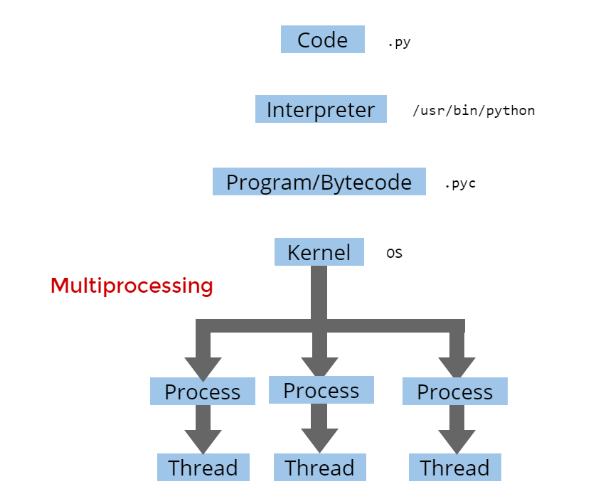 Code .py
Interpreter /usr/bin/python
Program/Bytecode .pyc
Kernel OS
Multiprocessing
Process Process Process
Thread Thread Thread